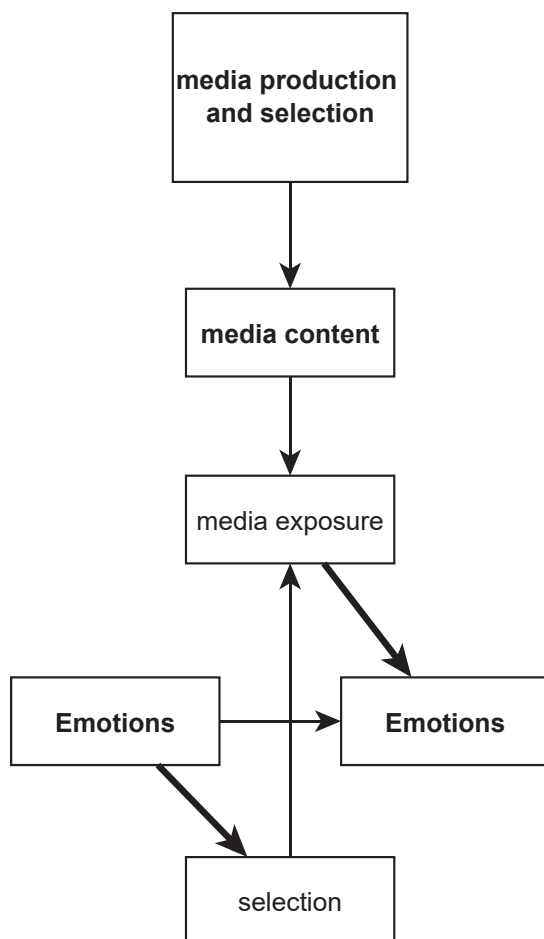 media production
and selection
media content
media exposure
Emotions
Emotions
selection